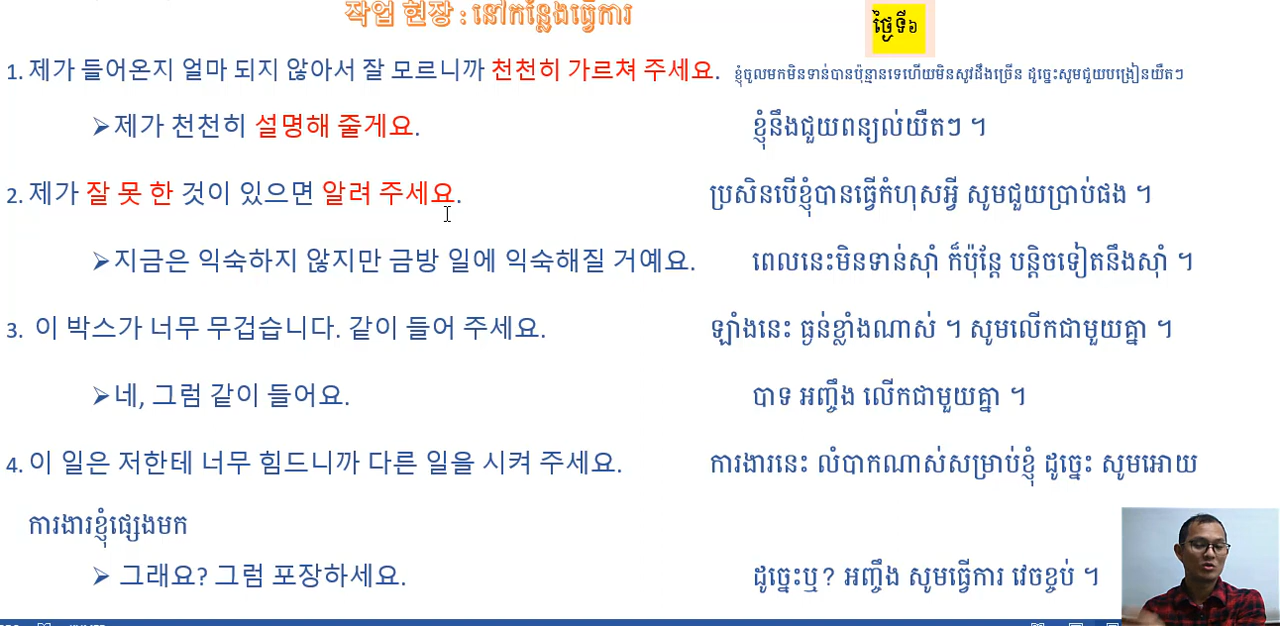 작업 현장 : នៅកន្លែងធ្វើការ
ថ្ងៃទី៦
1. 제가 들어온지 얼마 되지 않아서 잘 모르니까 천천히 가르쳐 주세요. ខ្ញុំចូលមកមិនទាន់បានប៉ុន្មានទេហើយមិនសូវដឹងច្រើន ដូច្នេះសូមជួយបង្រៀនយឺតៗ
➢제가 천천히 설명해 줄게요. ខ្ញុំនឹងជួយពន្យល់យឺតៗ ។
2. 제가 잘 못 한 것이 있으면 알려 주세요. ប្រសិនបើខ្ញុំបានធ្វើកំហុសអ្វី សូមជួយប្រាប់ផង ។
➢지금은 익숙하지 않지만 금방 일에 익숙해질 거예요. ពេលនេះមិនទាន់ស៊ាំ ក៏ប៉ុន្តែ បន្តិចទៀតនឹងស៊ាំ ។
3. 이 박스가 너무 무겁습니다. 같이 들어 주세요. ឡាំងនេះ ធ្ងន់ខ្លាំងណាស់ ។ សូមលើកជាមួយគ្នា ។
➢네, 그럼 같이 들어요. បាទ អញ្ចឹង លើកជាមួយគ្នា ។
4. 이 일은 저한테 너무 힘드니까 다른 일을 시켜 주세요. ការងារនេះ លំបាកណាស់សម្រាប់ខ្ញុំ ដូច្នេះ សូមអោយ
ការងារខ្ញុំផ្សេងមក
➢ 그래요? 그럼 포장하세요. ដូច្នេះឬ? អញ្ចឹង សូមធ្វើការ វេចខ្ចប់ ។